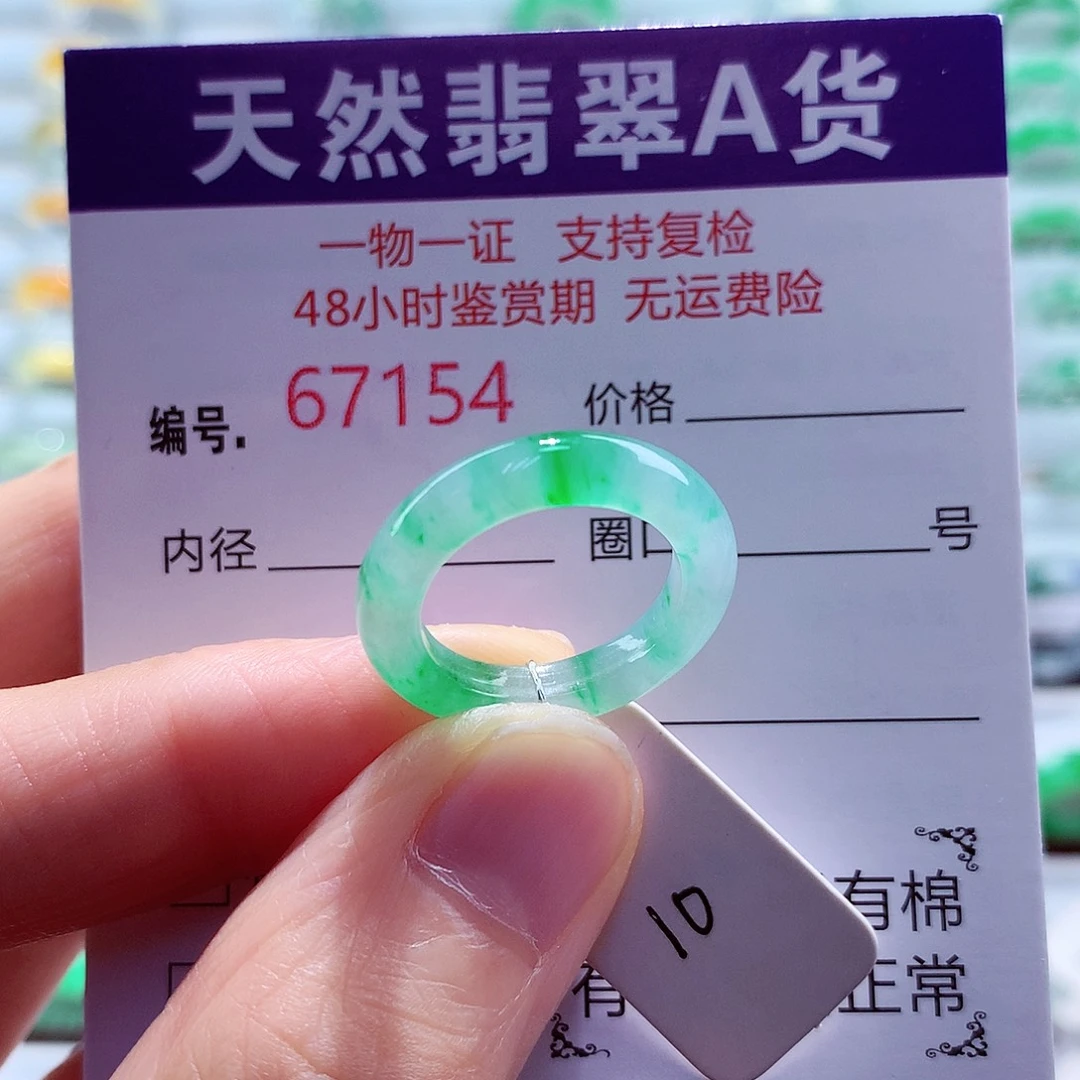 天然翡翠A货
一物一证 支持复检
48小时鉴赏期 无运费险
编号. 67154 价格
内径 圈口 号
有棉
有 正常
10